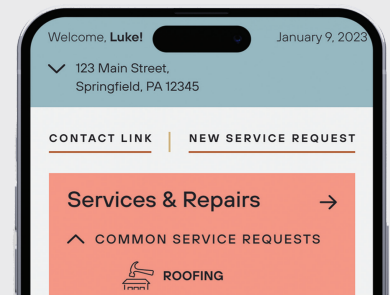 Welcome, Luke!
January 9, 2023
123 Main Street,
Springfield, PA 12345
CONTACT LINK
NEW SERVICE REQUEST
Services & Repairs
COMMON SERVICE REQUESTS
ROOFING